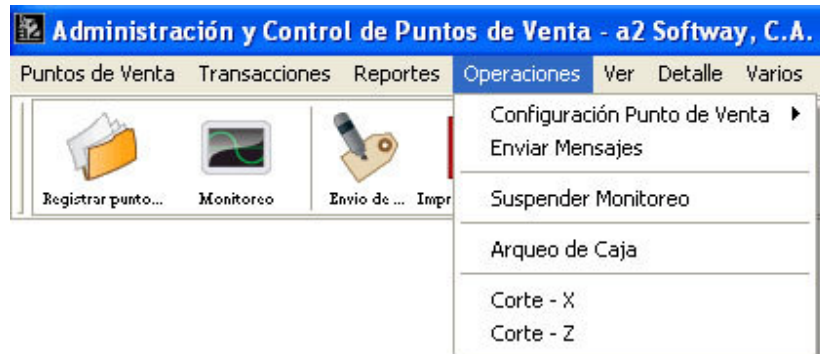 Administración y Control de Puntos de Venta - a2 Softway, C.A.
Puntos de Venta Transacciones Reportes Operaciones Ver Detalle Varios
Configuración Punto de Venta
Enviar Mensajes
Suspender Monitoreo
Arqueo de Caja
Corte - X
Corte - Z
Registrar punto... Monitoreo Envio de ... Impr